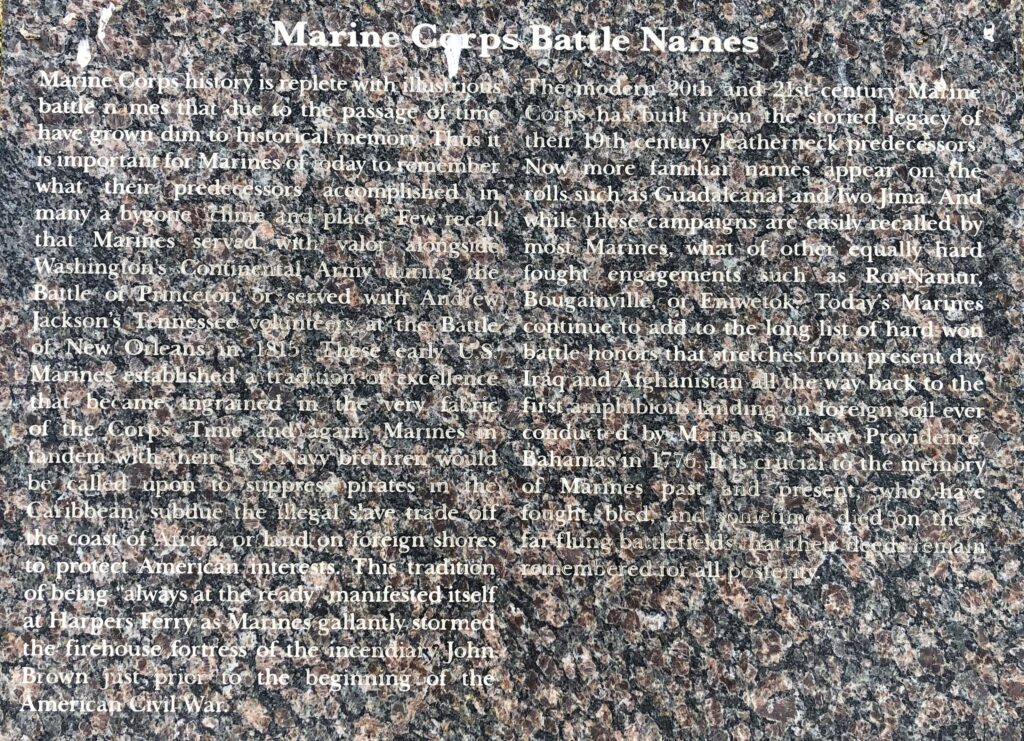 Marine Corps Battle Names
Marine Corps history is replete with illustrious
battle names that due to the passage of time
have grown dim to historical memory. Thus it
is important for Marines of today to remember
what their predecessors accomplished in
many a bygone "clime and place." Few recall
that Marines served with valor alongside
Washington's Continental Army during the
Battle of Princeton or served with Andrew
Jackson's Tennessee volunteers at the Battle
of New Orleans in 1815. These early U.S.
Marines established a tradition of excellence
that became ingrained in the very fabric
of the Corps. Time and again, Marines in
tandem with their U.S. Navy brethren would
be called upon to suppress pirates in the
Caribbean, subdue the illegal slave trade off
the coast of Africa, or land on foreign shores
to protect American interests. This tradition
of being "always at the ready" manifested itself
at Harpers Ferry as Marines gallantly stormed
the firehouse fortress of the incendiary John
Brown just prior to the beginning of the
American Civil War.
The modern 20th and 21st century Marine
Corps has built upon the storied legacy of
their 19th century leatherneck predecessors.
Now more familiar names appear on the
rolls such as Guadalcanal and Iwo Jima. And
while these campaigns are easily recalled by
most Marines, what of other equally hard
fought engagements such as Roi-Namur,
Bougainville, or Eniwetok. Today's Marines
continue to add to the long list of hard won
battle honors that stretches from present day
Iraq and Afghanistan all the way back to the
first amphibious landing on foreign soil ever
conducted by Marines at New Providence,
Bahamas in 1776. It is crucial to the memory
of Marines past and present who have
fought, bled, and sometimes died on these
far-flung battlefields that their deeds remain
remembered for all posterity.